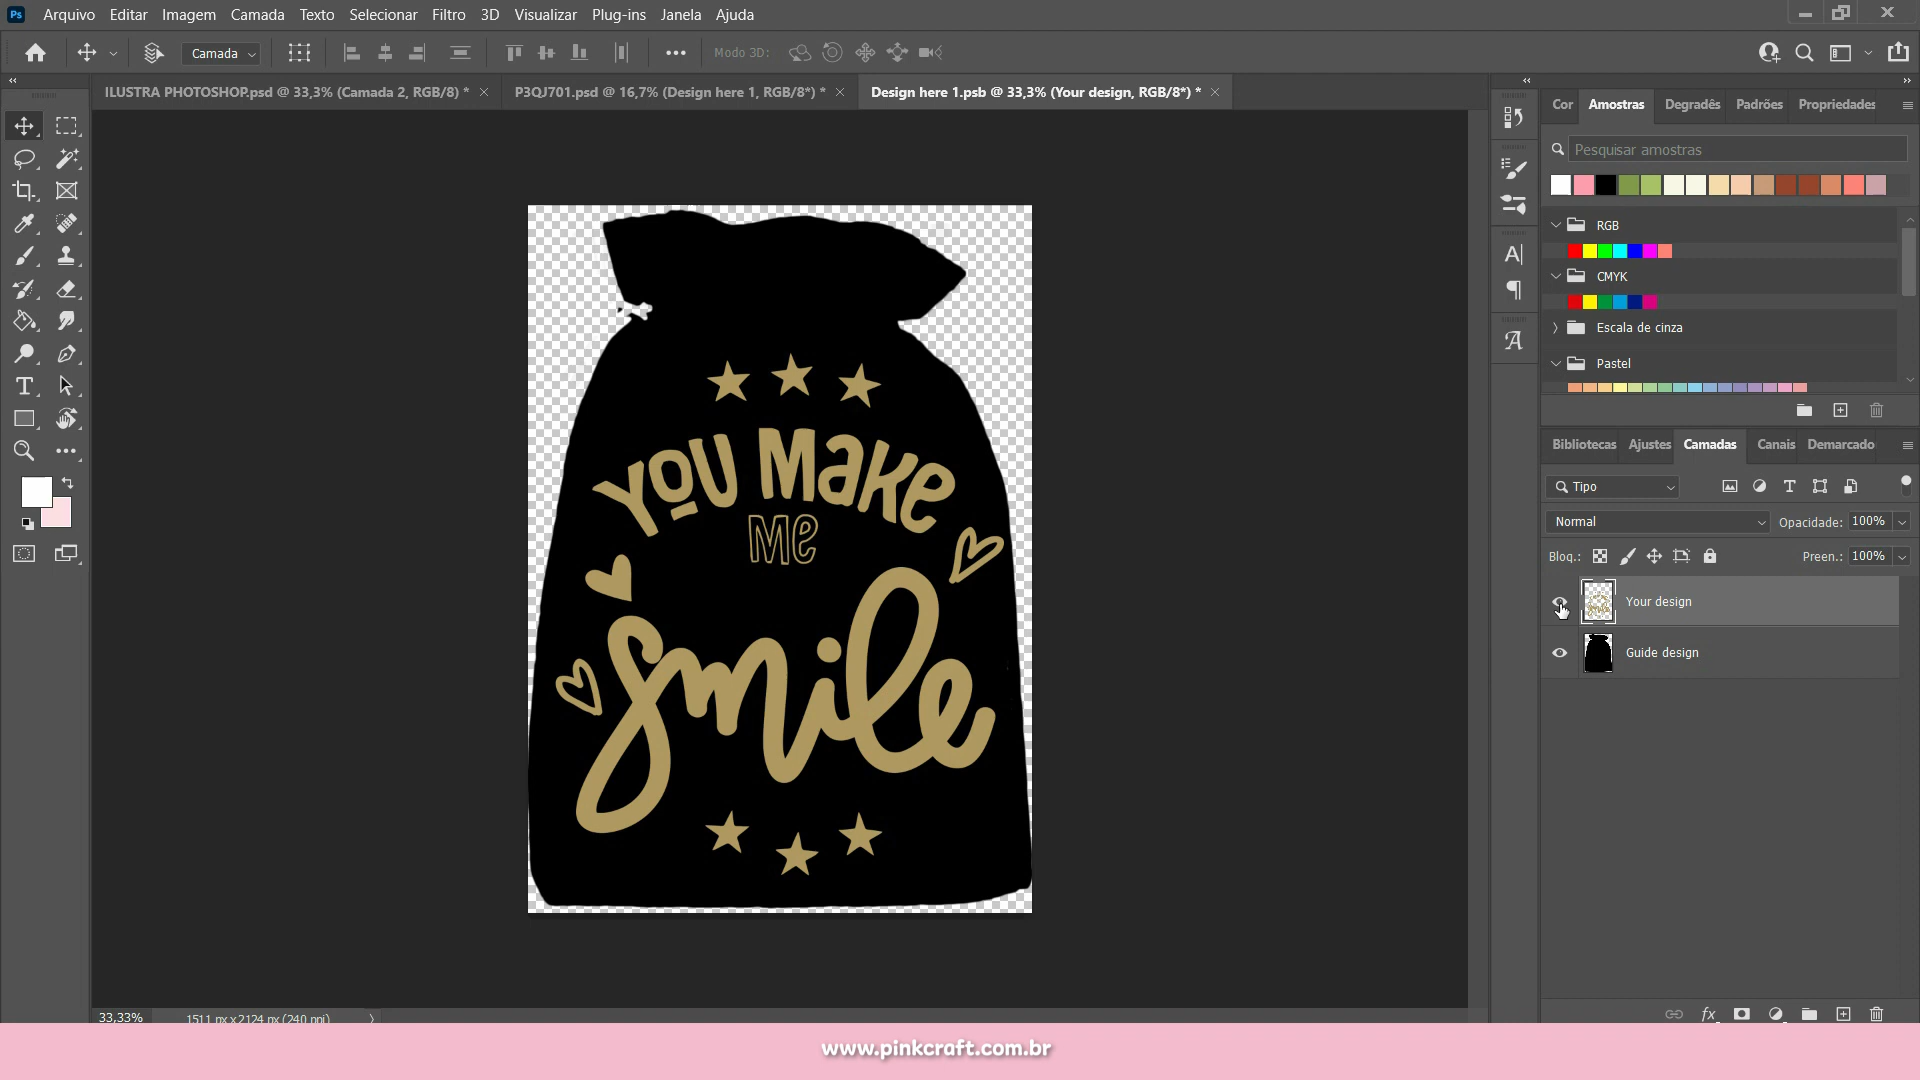 Ps Arquivo Editar Imagem Camada Texto Selecionar Filtro 3D Visualizar Plug-ins Janela Ajuda
Camada Modo 3D:
ILUSTRA PHOTOSHOP.psd @ 33,3% (Camada 2, RGB/8) * P3QJ701.psd @ 16,7% (Design here 1, RGB/8*) * Design here 1.psb @ 33,3% (Your design, RGB/8*) *
Cor Amostras Degradês Padrões Propriedades
Pesquisar amostras
RGB
CMYK
Escala de cinza
Pastel
Bibliotecas Ajustes Camadas Canais Demarcado
Tipo
Normal Opacidade: 100%
Bloq.: Preen.: 100%
Your design
Guide design
You Make
Me
Smile
33,33% 1511 px x 2124 px (240 ppi)
www.pinkcraft.com.br